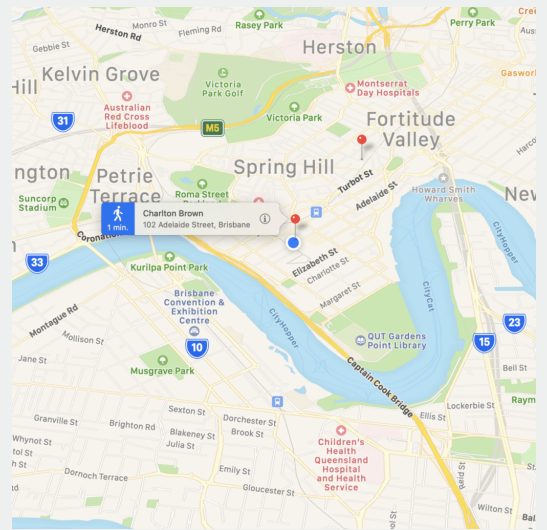 Monro St
Rasey Park
Perry Park
Herston Rd
Fleming Rd
Gebbie St
Herston
Kelvin Grove
Victoria
Park Golf
Montserrat
Day Hospitals
Gaswor
Hill
Australian
Red Cross
Lifeblood
31
M5
Victoria Park
Fortitude
Valley
ngton
Petrie
Terrace
Spring Hill
Turbot St
Adelaide St
Howard Smith
Wharves
New
Suncorp
Stadium
Roma Street
1 min.
Charlton Brown
102 Adelaide Street, Brisbane
CityHopper
33
Kurilpa Point Park
Elizabeth St
Charlotte St
Margaret St
CityCat
Brisbane
Convention &
Exhibition
Centre
CityHopper
Montague Rd
Mollison St
10
QUT Gardens
Point Library
23
15
Jane St
Musgrave Park
Captain Cook Bridge
Bell St
Raym
Sexton St
Dorchester St
Lockerbie St
Ellis St
Granville St
Brighton Rd
Blakeney St
Brook St
Julia St
Whynot St
Children's
Health
Queensland
Hospital
and Health
Service
Emily St
Dornoch Terrace
Gloucester St
Wilton St